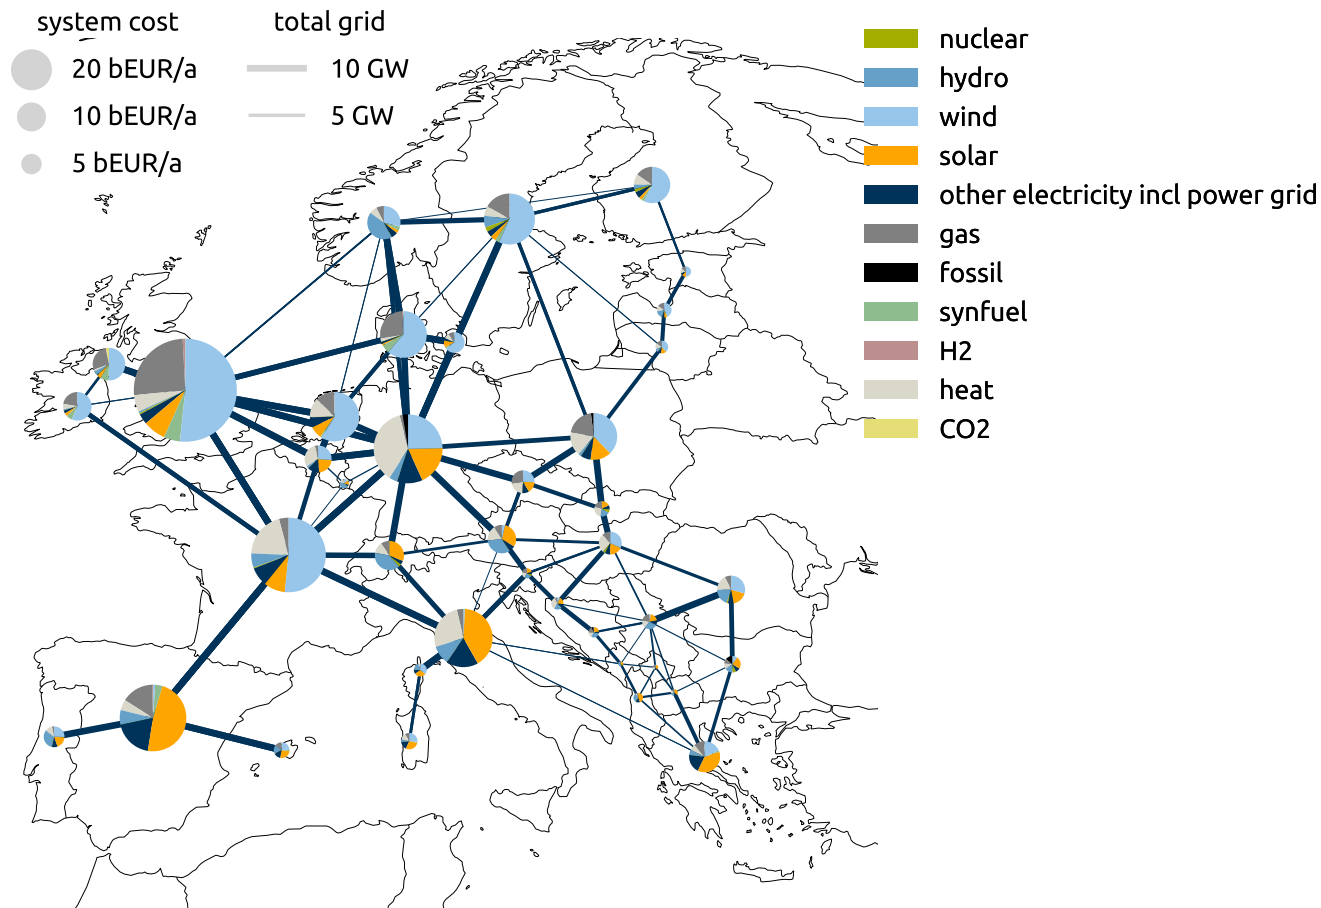 system cost
20 bEUR/a
10 bEUR/a
5 bEUR/a
total grid
10 GW
5 GW
nuclear
hydro
wind
solar
other electricity incl power grid
gas
fossil
synfuel
H2
heat
CO2